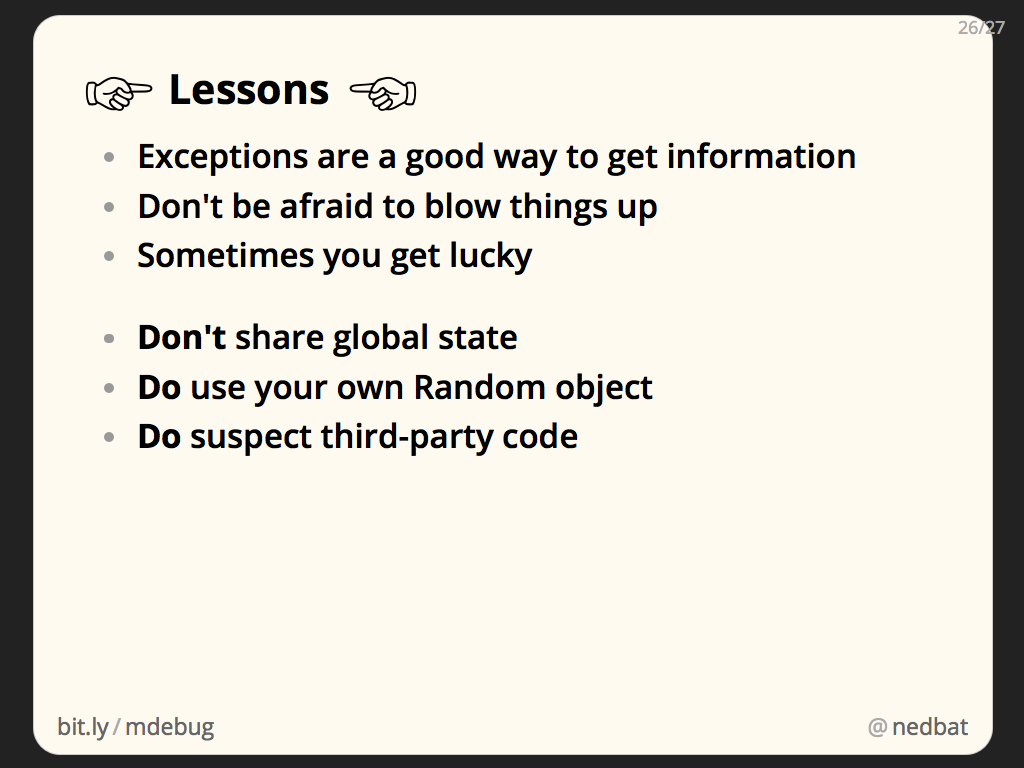 26/27
☞ Lessons ☜
• Exceptions are a good way to get information
• Don't be afraid to blow things up
• Sometimes you get lucky
• Don't share global state
• Do use your own Random object
• Do suspect third-party code
bit.ly/mdebug
@nedbat